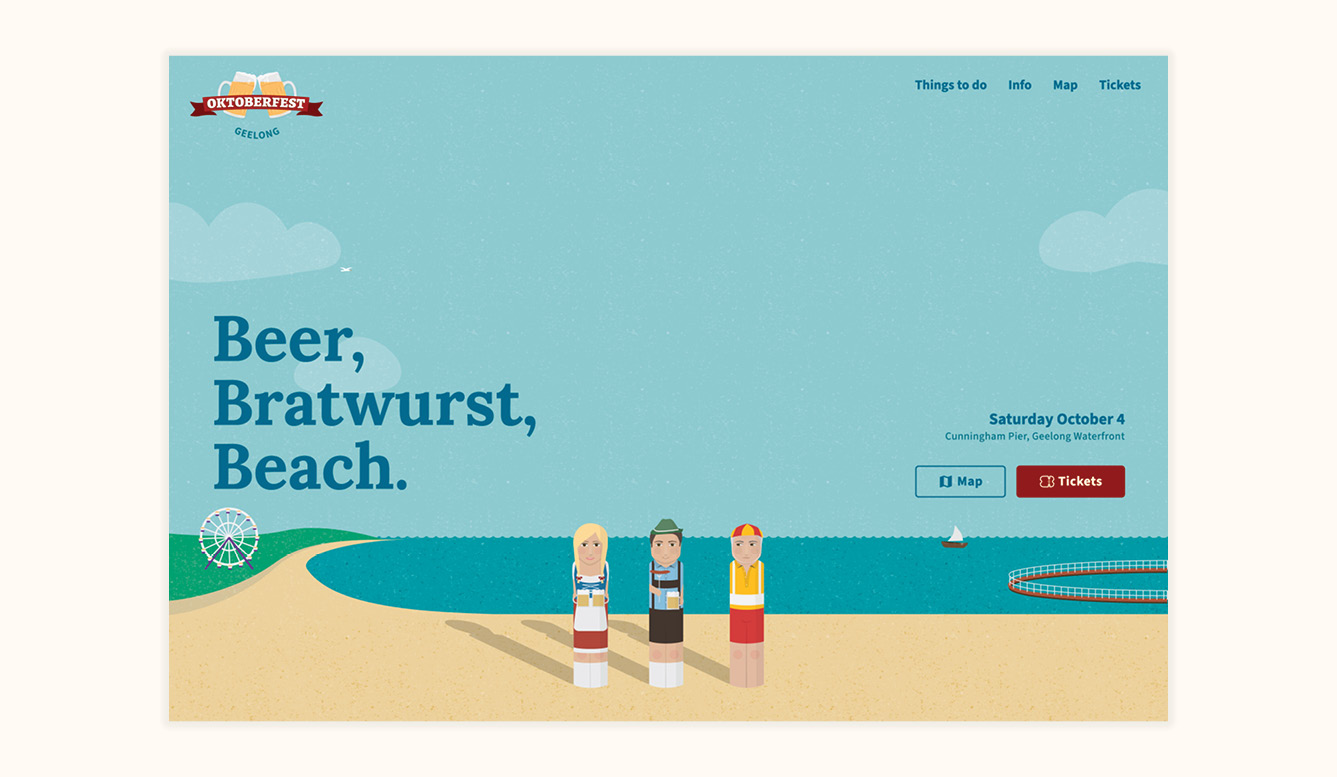 OKTOBERFEST
GEELONG
Things to do Info Map Tickets
Beer,
Bratwurst,
Beach.
Saturday October 4
Cunningham Pier, Geelong Waterfront
Map Tickets